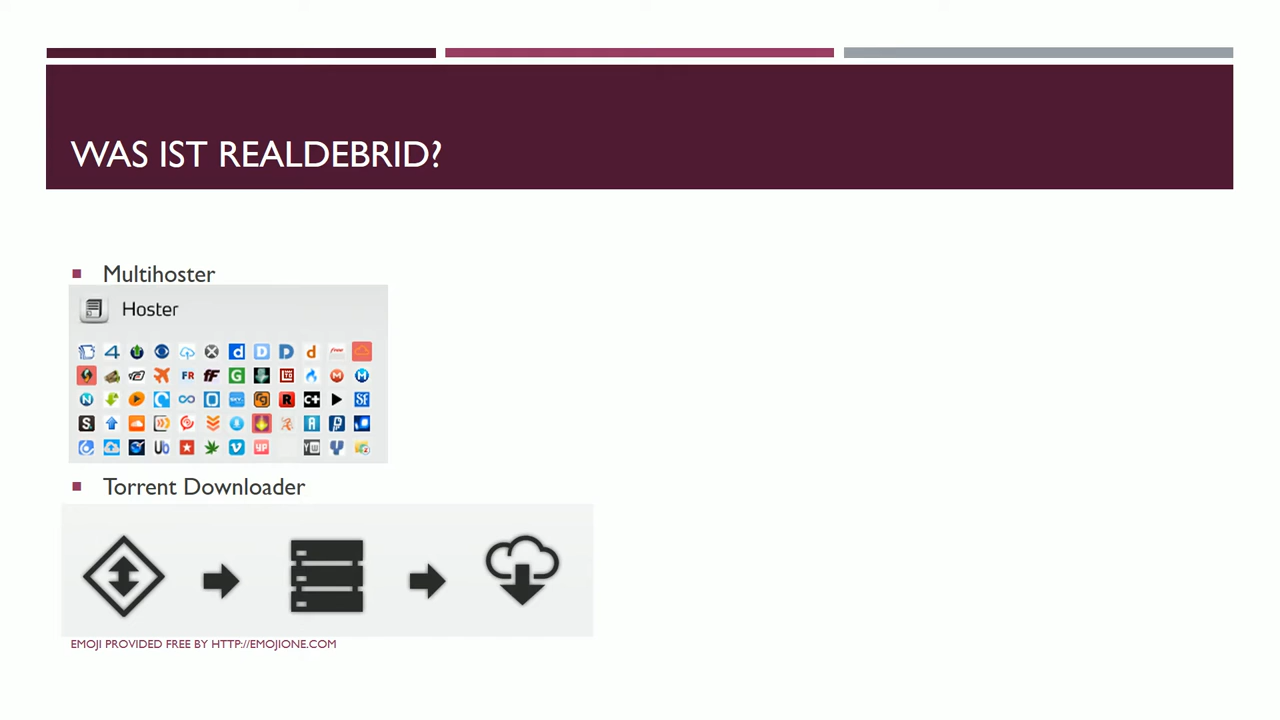 WAS IST REALDEBRID?
Multihoster
Hoster
Torrent Downloader
EMOJI PROVIDED FREE BY HTTP://EMOJIONE.COM